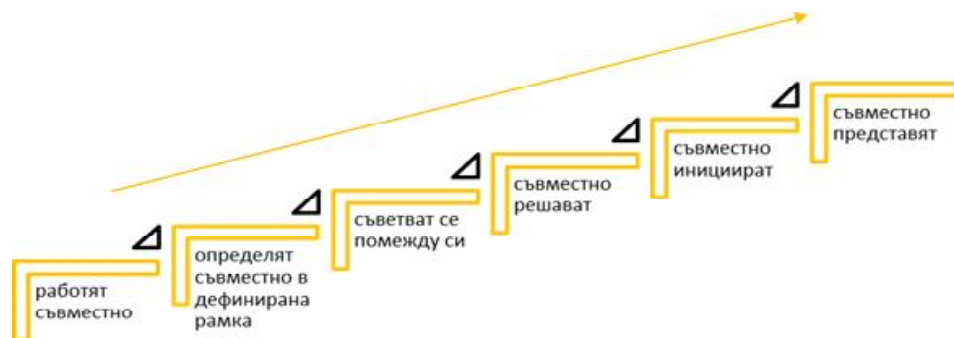 работят
съвместно
определят
съвместно в
дефинирана
рамка
съветват се
помежду си
съвместно
решават
съвместно
инициират
съвместно
представят